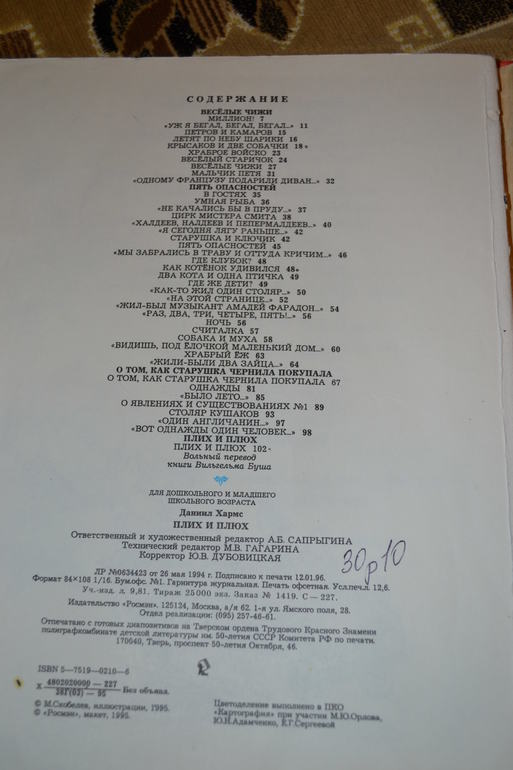 СОДЕРЖАНИЕ
ВЕСЁЛЫЕ ЧИЖИ
МИЛЛИОН! 7
«УЖ Я БЕГАЛ, БЕГАЛ, БЕГАЛ...» 11
ПЕТРОВ И КАМАРОВ 15
ЛЕТЯТ ПО НЕБУ ШАРИКИ 16
КРЫСАКОВ И ДВЕ СОБАЧКИ 18
ХРАБРОЕ ВОЙСКО 23
ВЕСЁЛЫЙ СТАРИЧОК 24
ВЕСЁЛЫЕ ЧИЖИ 27
МАЛЬЧИК ПЕТЯ 31
«ОДНОМУ ФРАНЦУЗУ ПОДАРИЛИ ДИВАН...» 32
ПЯТЬ ОПАСНОСТЕЙ
В ГОСТЯХ 35
УМНАЯ РЫБА 36
«НЕ КАЧАЛИСЬ БЫ В ПРУДУ...» 37
ЦИРК МИСТЕРА СМИТА 38
«ХАЛДЕЕВ, НАЛДЕЕВ И ПЕПЕРМАЛДЕЕВ...» 40
«Я СЕГОДНЯ ЛЯГУ РАНЬШЕ...» 42
СТАРУШКА И КЛЮЧИК 42
ПЯТЬ ОПАСНОСТЕЙ 45
«МЫ ЗАБРАЛИСЬ В ТРАВУ И ОТТУДА КРИЧИМ...» 46
ГДЕ КЛУБОК? 48
КАК КОТЁНОК УДИВИЛСЯ 48
ДВА КОТА И ОДНА ПТИЧКА 49
ГДЕ ЖЕ ДЕТИ? 49
«КАК-ТО ЖИЛ ОДИН СТОЛЯР...» 50
«НА ЭТОЙ СТРАНИЦЕ...» 52
«ЖИЛ-БЫЛ МУЗЫКАНТ АМАДЕЙ ФАРАДОН...» 54
«РАЗ, ДВА, ТРИ, ЧЕТЫРЕ, ПЯТЬ!...» 56
НОЧЬ 56
СЧИТАЛКА 57
СОБАКА И МУХА 58
«ВИДИШЬ, ПОД ЁЛОЧКОЙ МАЛЕНЬКИЙ ДОМ...» 60
ХРАБРЫЙ ЁЖ 63
«ЖИЛИ-БЫЛИ ДВА ЗАЙЦА...» 64
О ТОМ, КАК СТАРУШКА ЧЕРНИЛА ПОКУПАЛА
О ТОМ, КАК СТАРУШКА ЧЕРНИЛА ПОКУПАЛА 67
ОДНАЖДЫ 81
«БЫЛО ЛЕТО...» 85
О ЯВЛЕНИЯХ И СУЩЕСТВОВАНИЯХ №1 89
СТОЛЯР КУШАКОВ 93
«ОДИН АНГЛИЧАНИН...» 97
«ВОТ ОДНАЖДЫ ОДИН ЧЕЛОВЕК...» 98
ПЛИХ И ПЛЮХ
ПЛИХ И ПЛЮХ 102
Вольный перевод
книги Вильгельма Буша
ДЛЯ ДОШКОЛЬНОГО И МЛАДШЕГО
ШКОЛЬНОГО ВОЗРАСТА
Даниил Хармс
ПЛИХ И ПЛЮХ
Ответственный и художественный редактор А.Б. САПРЫГИНА
Технический редактор М.В. ГАГАРИНА
Корректор Ю.В. ДУБОВИЦКАЯ
30р10
ЛР №0634423 от 26 мая 1994 г. Подписано к печати 12.01.96.
Формат 84×108 1/16. Бум.офс. №1. Гарнитура журнальная. Печать офсетная. Усл.печ.л. 12,6.
Уч.-изд. л. 9,81. Тираж 25000 экз. Заказ № 1419. С—227.
Издательство «Росмэн». 125124, Москва, а/я 62. 1-я ул. Ямского поля, 28.
Отдел реализации: (095) 257-46-61.
Отпечатано с готовых диапозитивов на Тверском ордена Трудового Красного Знамени
полиграфкомбинате детской литературы им. 50-летия СССР Комитета РФ по печати.
170040, Тверь, проспект 50-летия Октября, 46.
ISBN 5—7519—0210—6
К 4802020000 — 227
38Г(03) — 95 Без объявл.
© М.Скобелев, иллюстрации, 1995.
© «Росмэн», макет, 1995.
Цветоделение выполнено в ПКО
«Картография» при участии М.Ю.Орлова,
Ю.Н.Адамченко, Е.Г.Сергеевой